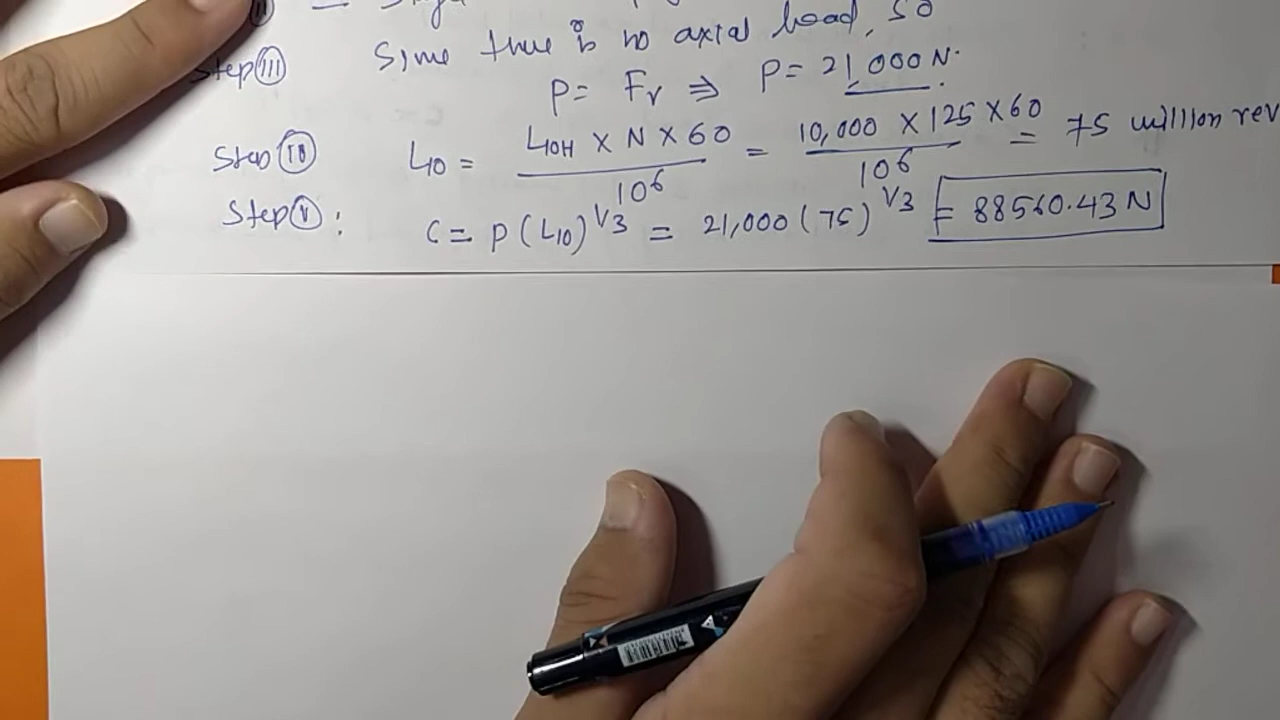 Since there is no axial load, so
Step (III)
P = Fr ⇒ P = 21,000 N.
Step (IV) L10 = L10H × N × 60 / 10^6 = 10,000 × 125 × 60 / 10^6 = 75 million rev
Step (V) : C = P (L10)^1/3 = 21,000 (75)^1/3 = 88560.43 N